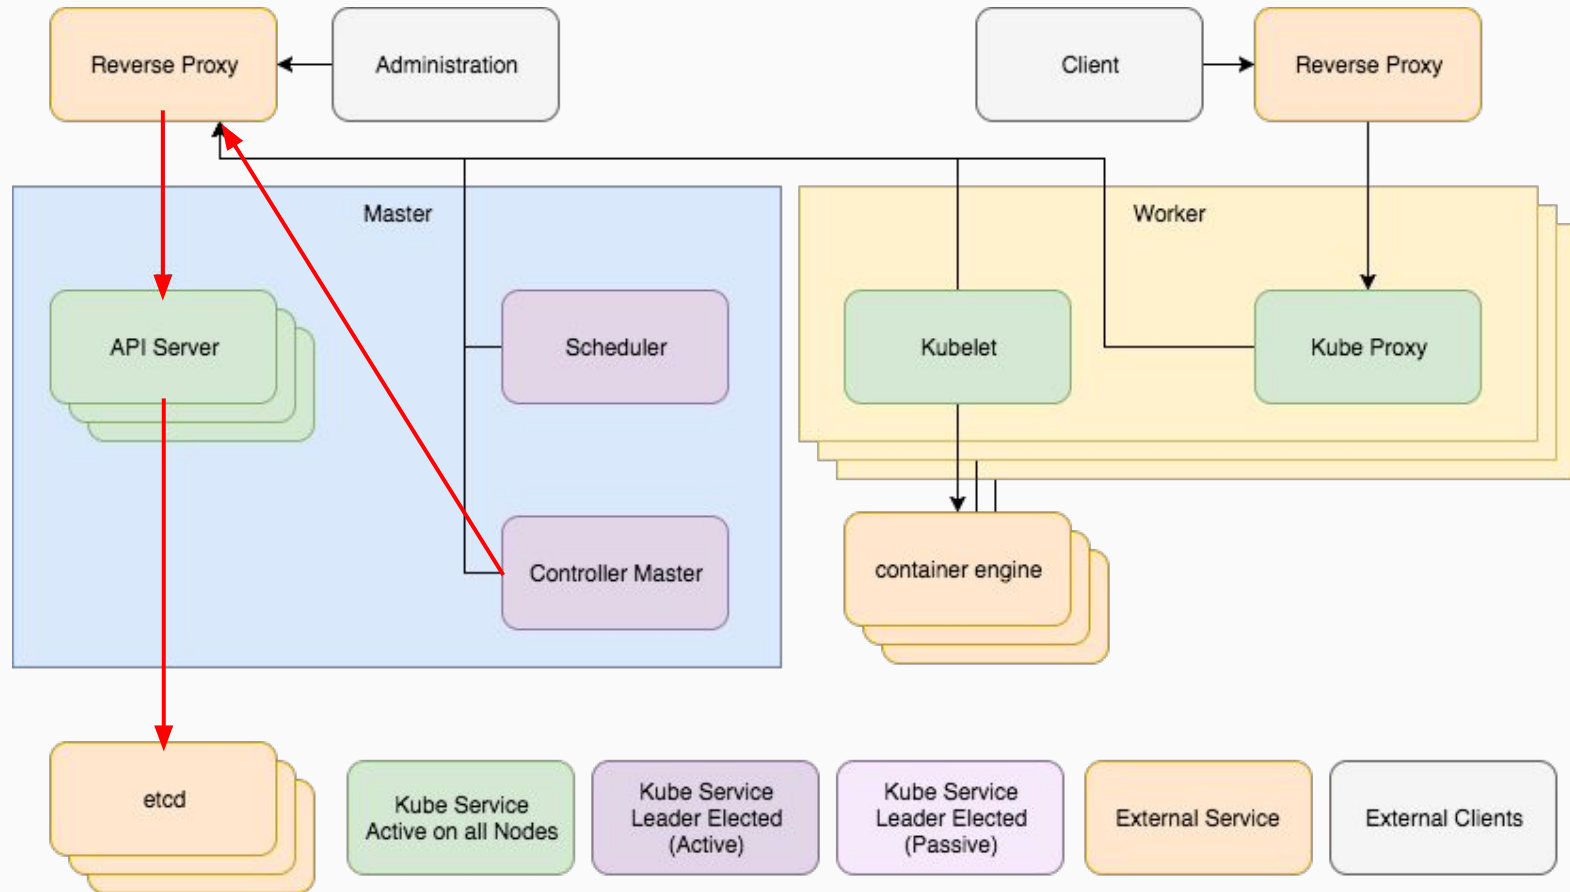 Reverse Proxy
Administration
Client
Reverse Proxy
Master
Worker
API Server
Scheduler
Kubelet
Kube Proxy
Controller Master
container engine
etcd
Kube Service
Active on all Nodes
Kube Service
Leader Elected
(Active)
Kube Service
Leader Elected
(Passive)
External Service
External Clients